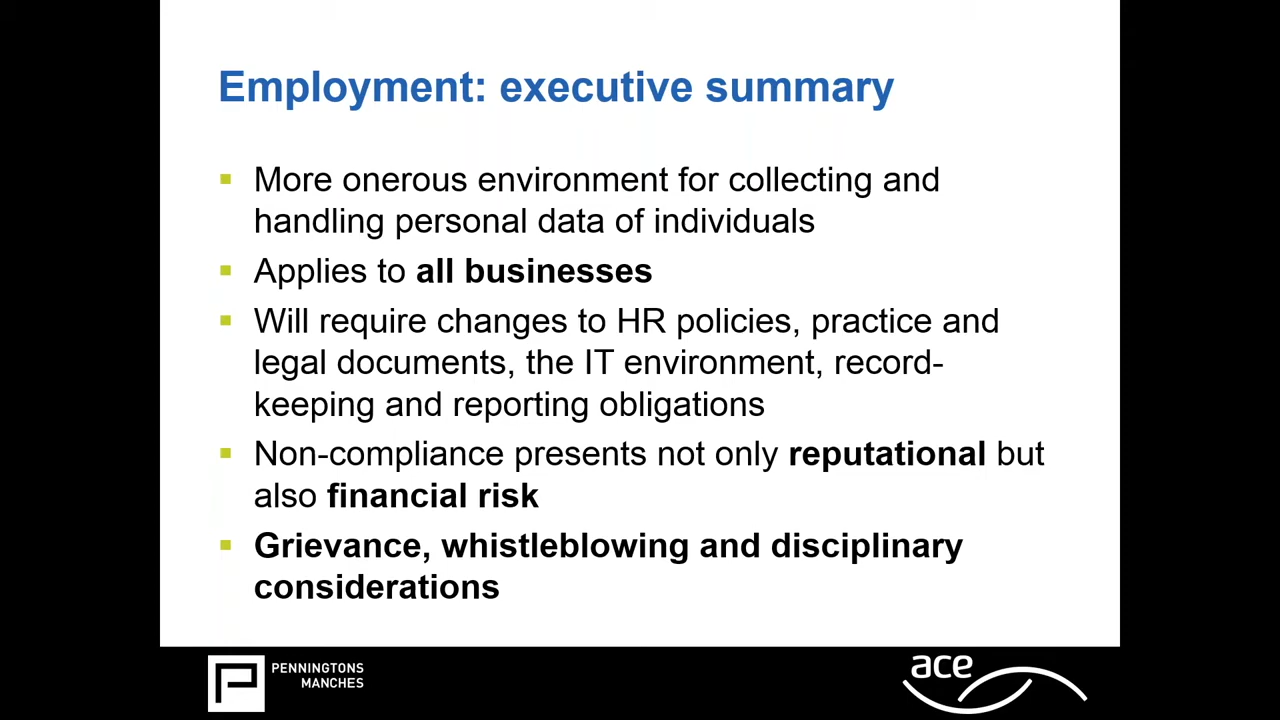 Employment: executive summary
More onerous environment for collecting and
handling personal data of individuals
Applies to all businesses
Will require changes to HR policies, practice and
legal documents, the IT environment, record-
keeping and reporting obligations
Non-compliance presents not only reputational but
also financial risk
Grievance, whistleblowing and disciplinary
considerations
PENNINGTONS
MANCHES
ace